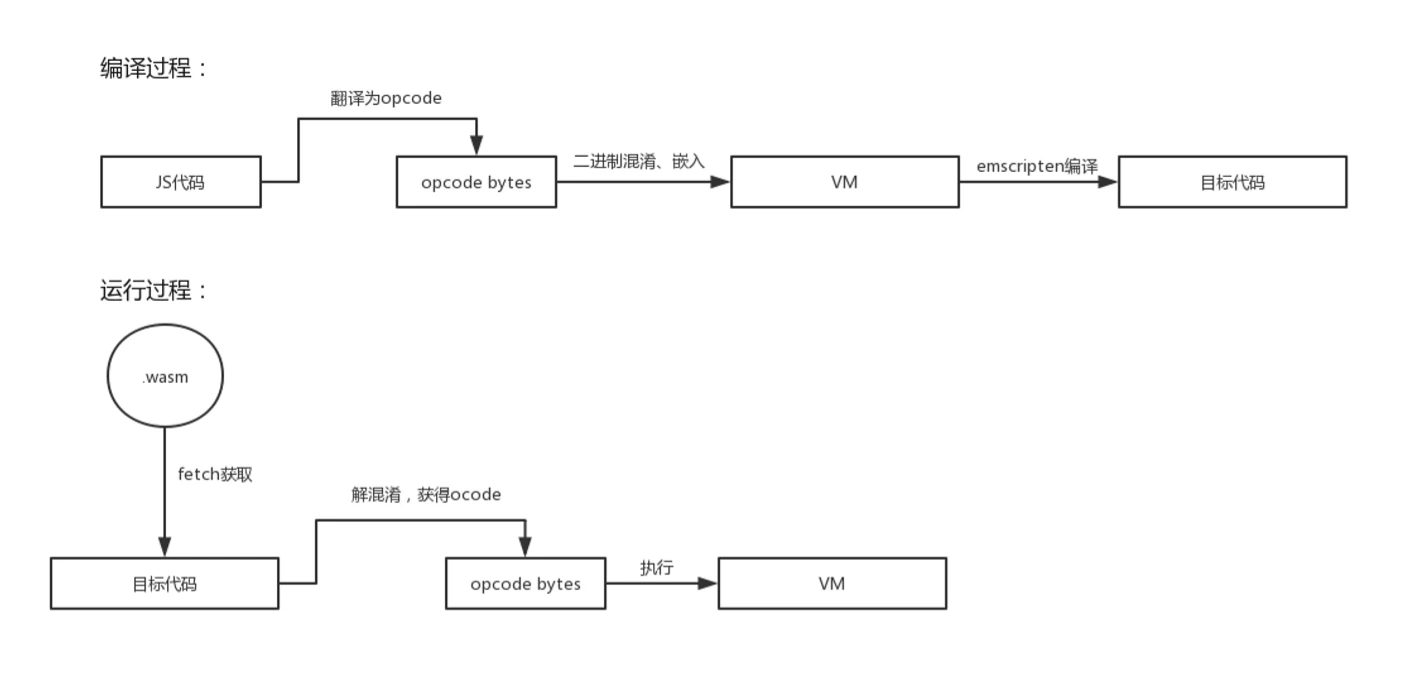 编译过程：
翻译为opcode
JS代码
opcode bytes
二进制混淆、嵌入
VM
emscripten编译
目标代码
运行过程：
.wasm
fetch获取
目标代码
解混淆，获得ocode
opcode bytes
执行
VM